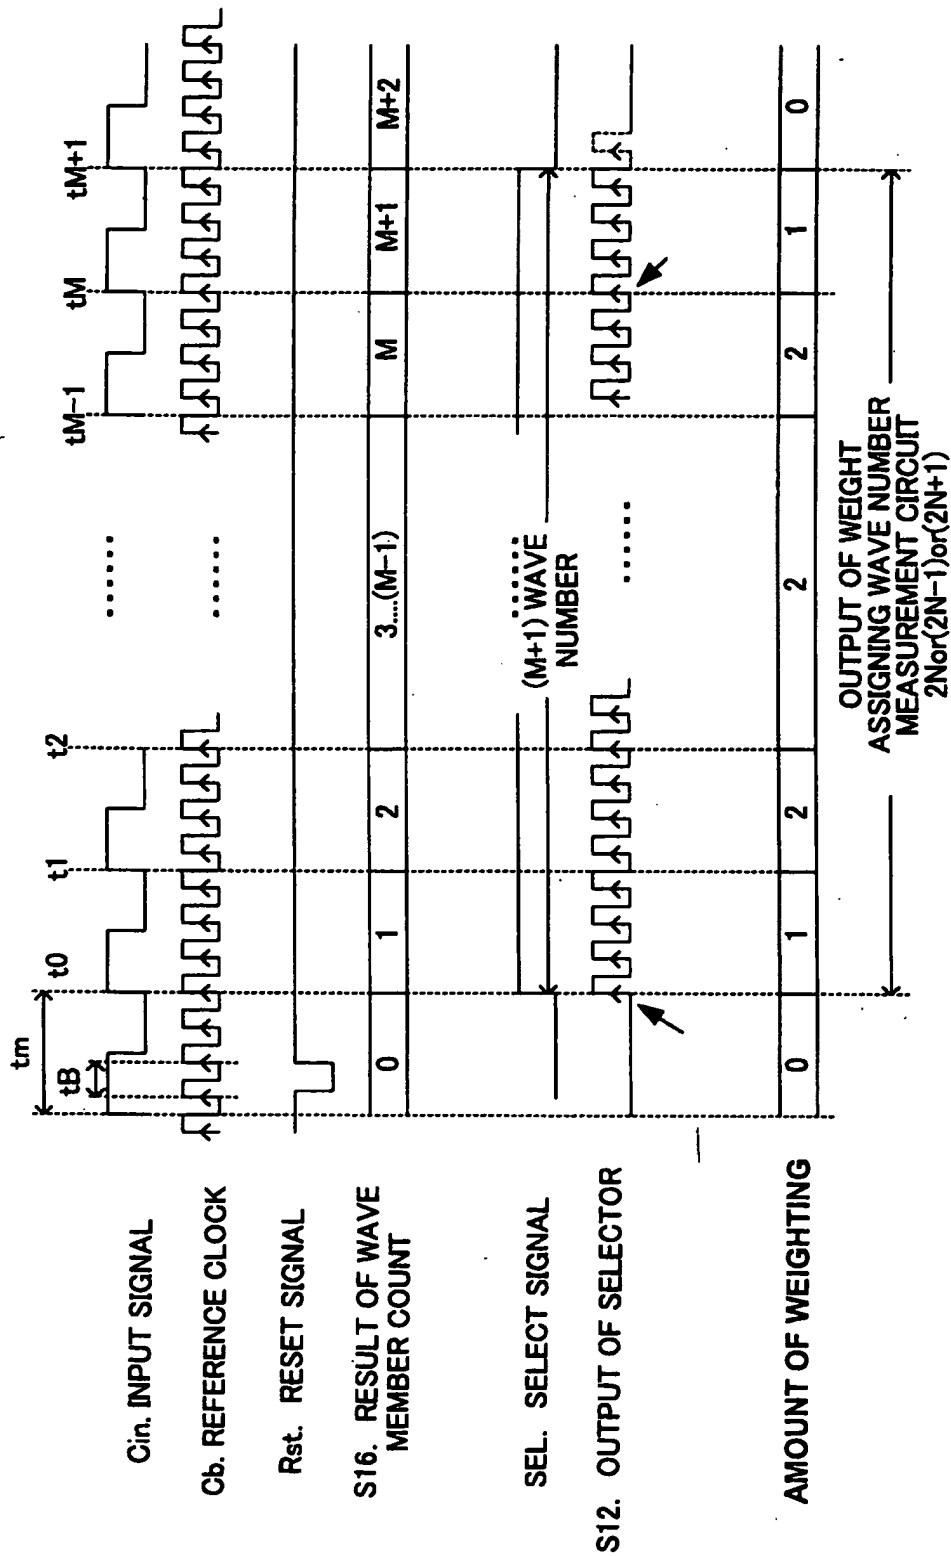 tm
tB
t0
t1
t2
tM-1
tM
tM+1
Cin. INPUT SIGNAL
Cb. REFERENCE CLOCK
Rst. RESET SIGNAL
S16. RESULT OF WAVE
MEMBER COUNT
0
1
2
3....(M-1)
M
M+1
M+2
SEL. SELECT SIGNAL
(M+1) WAVE
NUMBER
S12. OUTPUT OF SELECTOR
AMOUNT OF WEIGHTING
0
1
2
2
2
1
0
OUTPUT OF WEIGHT
ASSIGNING WAVE NUMBER
MEASUREMENT CIRCUIT
2Nor(2N-1)or(2N+1)